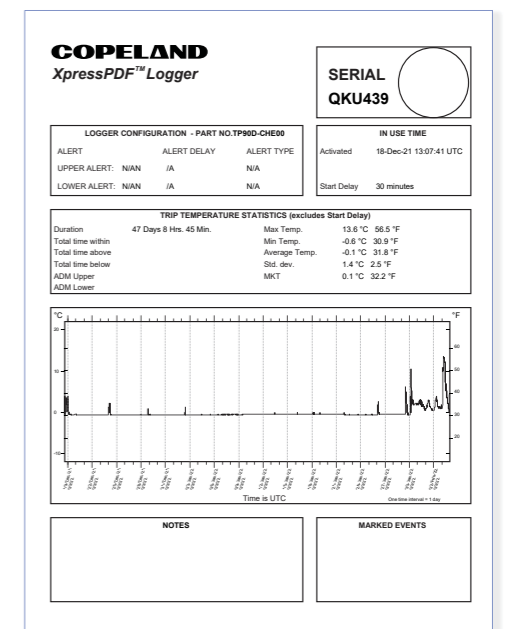 COPELAND
XpressPDF™ Logger
SERIAL
QKU439
LOGGER CONFIGURATION - PART NO.TP90D-CHE00
ALERT ALERT DELAY ALERT TYPE
UPPER ALERT: N/AN /A N/A
LOWER ALERT: N/AN /A N/A
IN USE TIME
Activated 18-Dec-21 13:07:41 UTC
Start Delay 30 minutes
TRIP TEMPERATURE STATISTICS (excludes Start Delay)
Duration 47 Days 8 Hrs. 45 Min. Max Temp. 13.6 °C 56.5 °F
Total time within Min Temp. -0.6 °C 30.9 °F
Total time above Average Temp. -0.1 °C 31.8 °F
Total time below Std. dev. 1.4 °C 2.5 °F
ADM Upper MKT 0.1 °C 32.2 °F
ADM Lower
°C °F
20
60
50
10
40
0 30
20
-10
Time is UTC
One time interval = 1 day
NOTES
MARKED EVENTS